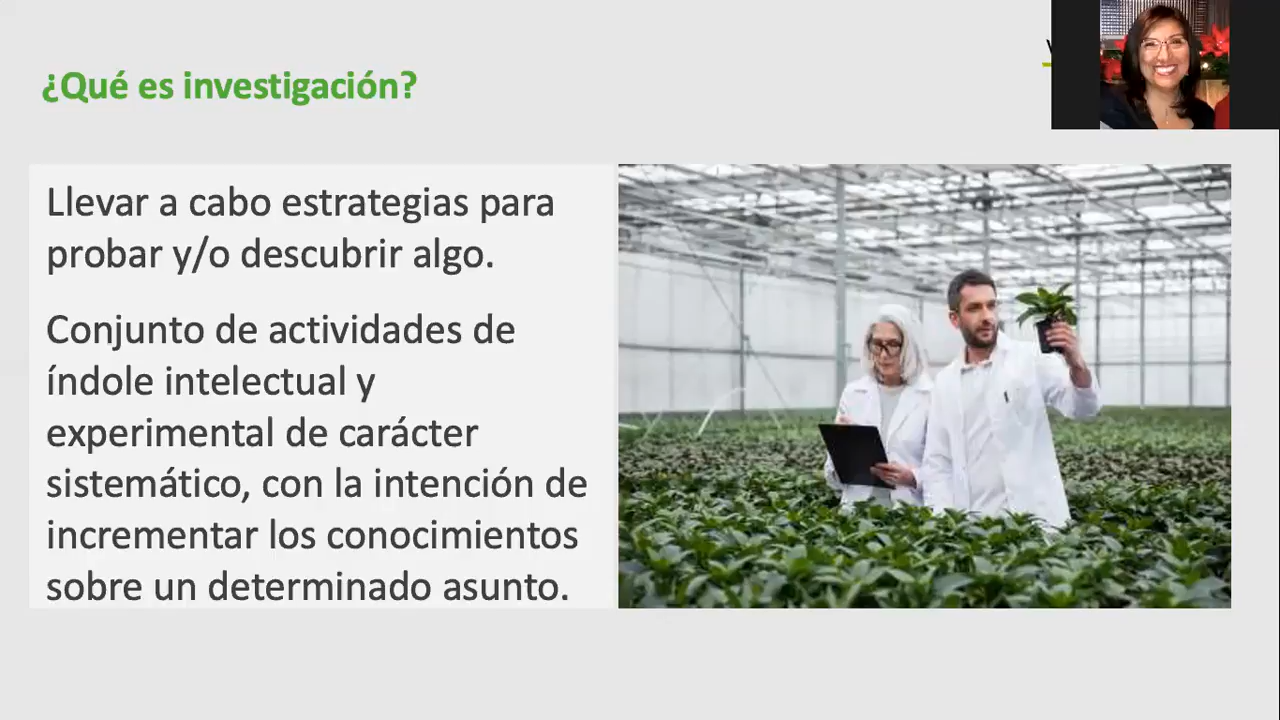 ¿Qué es investigación?
Llevar a cabo estrategias para
probar y/o descubrir algo.
Conjunto de actividades de
índole intelectual y
experimental de carácter
sistemático, con la intención de
incrementar los conocimientos
sobre un determinado asunto.